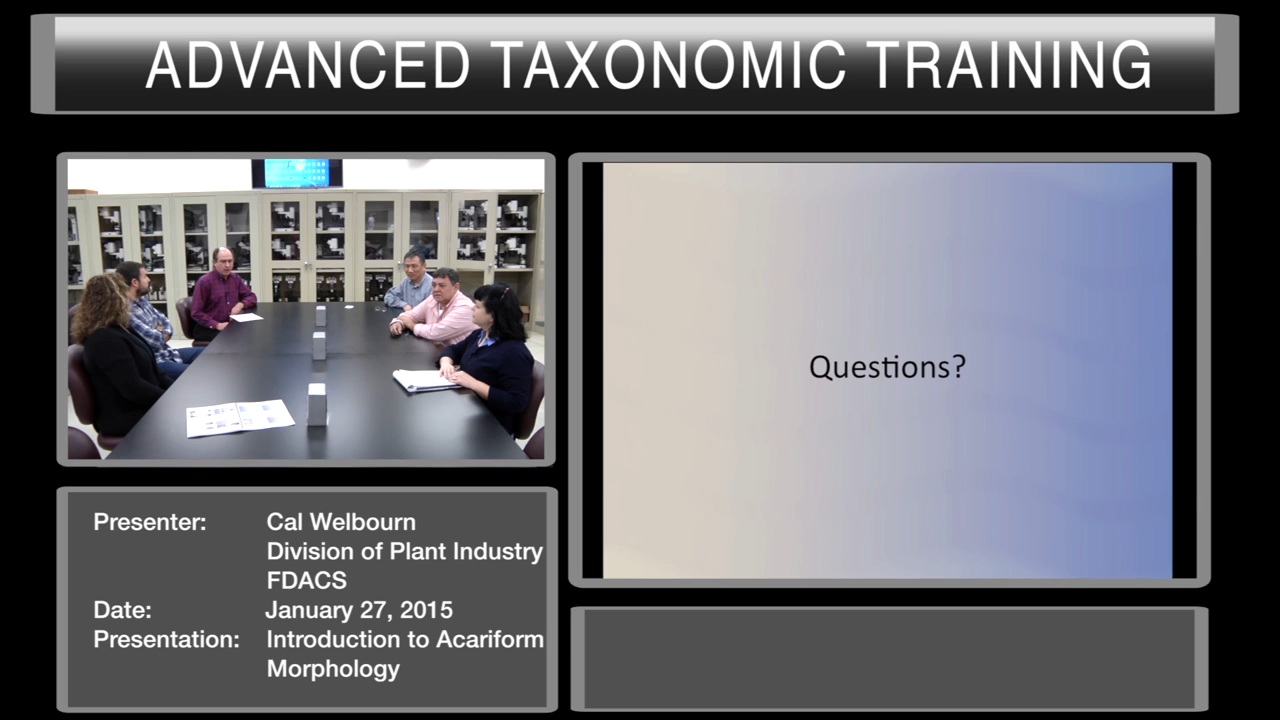 ADVANCED TAXONOMIC TRAINING
Questions?
Presenter: Cal Welbourn
Division of Plant Industry
FDACS
Date: January 27, 2015
Presentation: Introduction to Acariform
Morphology